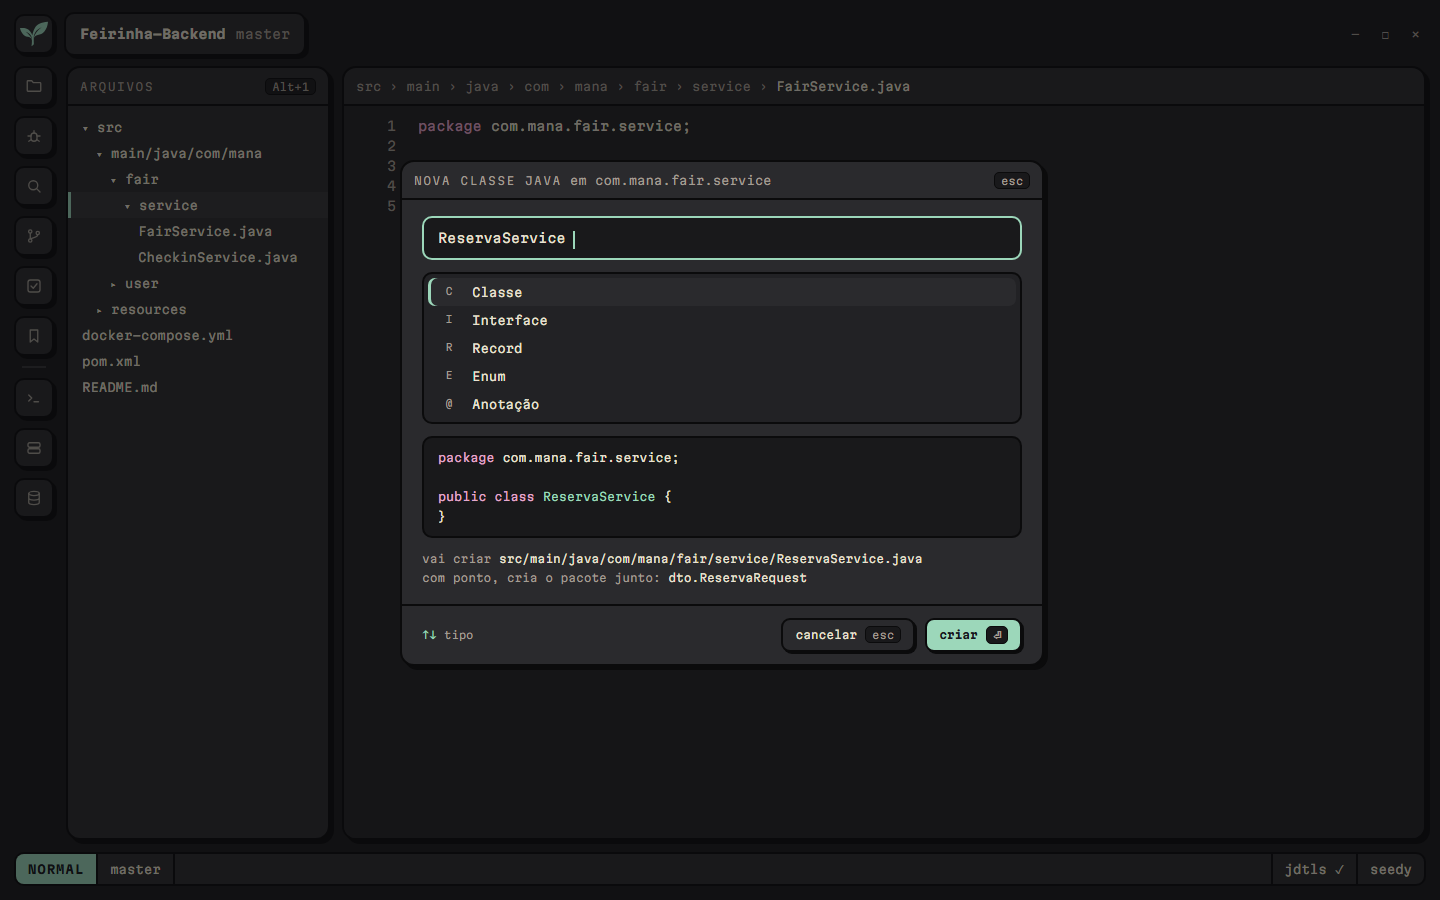 Feirinha-Backend master
ARQUIVOS Alt+1
src
main/java/com/mana
fair
service
FairService.java
CheckinService.java
user
resources
docker-compose.yml
pom.xml
README.md
src › main › java › com › mana › fair › service › FairService.java
1 package com.mana.fair.service;
2
3
4
5
NOVA CLASSE JAVA em com.mana.fair.service esc
ReservaService
C Classe
I Interface
R Record
E Enum
@ Anotação
package com.mana.fair.service;
public class ReservaService {
}
vai criar src/main/java/com/mana/fair/service/ReservaService.java
com ponto, cria o pacote junto: dto.ReservaRequest
↑↓ tipo cancelar esc criar ⏎
NORMAL master jdtls ✓ seedy